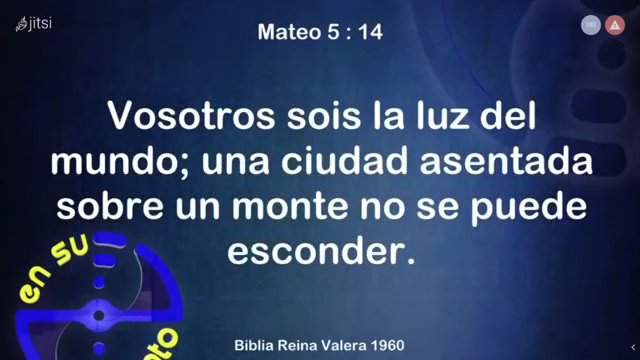 jitsi
Mateo 5 : 14
Vosotros sois la luz del
mundo; una ciudad asentada
sobre un monte no se puede
esconder.
en su
Biblia Reina Valera 1960